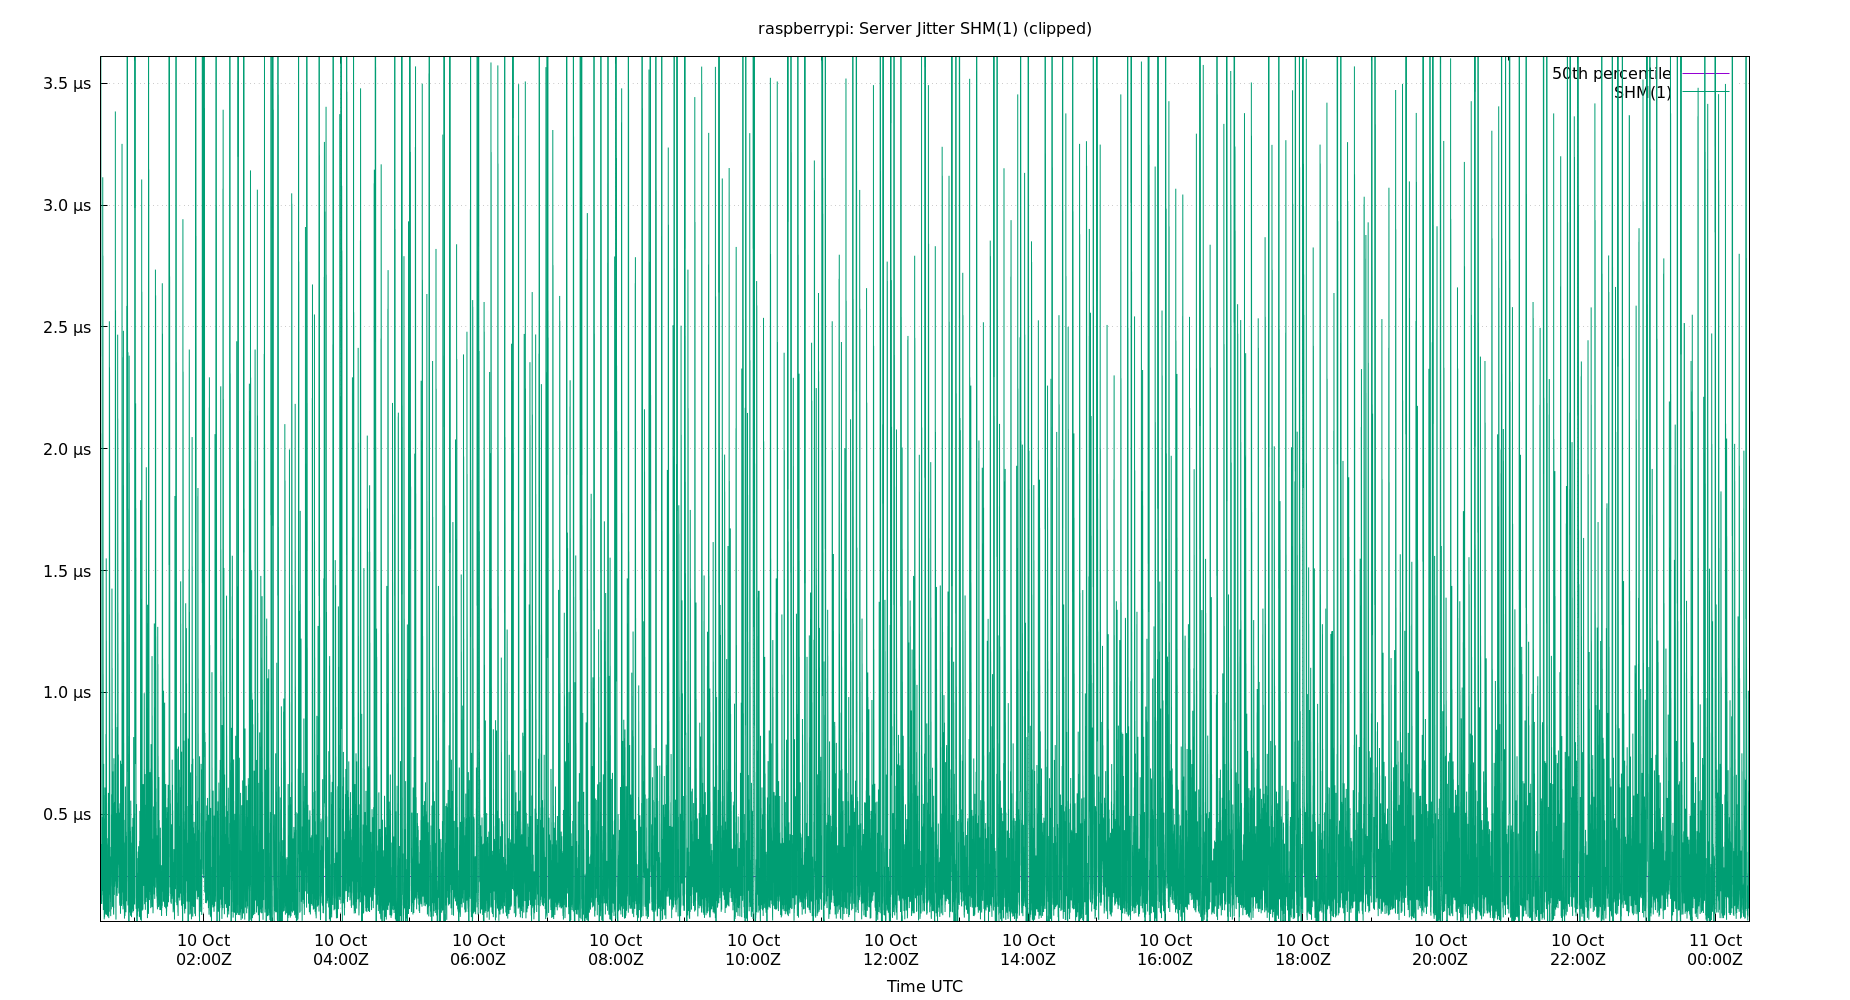 raspberrypi: Server Jitter SHM(1) (clipped)
50th percentile
SHM(1)
3.5 µs
3.0 µs
2.5 µs
2.0 µs
1.5 µs
1.0 µs
0.5 µs
10 Oct 10 Oct 10 Oct 10 Oct 10 Oct 10 Oct 10 Oct 10 Oct 10 Oct 10 Oct 10 Oct 11 Oct
02:00Z 04:00Z 06:00Z 08:00Z 10:00Z 12:00Z 14:00Z 16:00Z 18:00Z 20:00Z 22:00Z 00:00Z
Time UTC